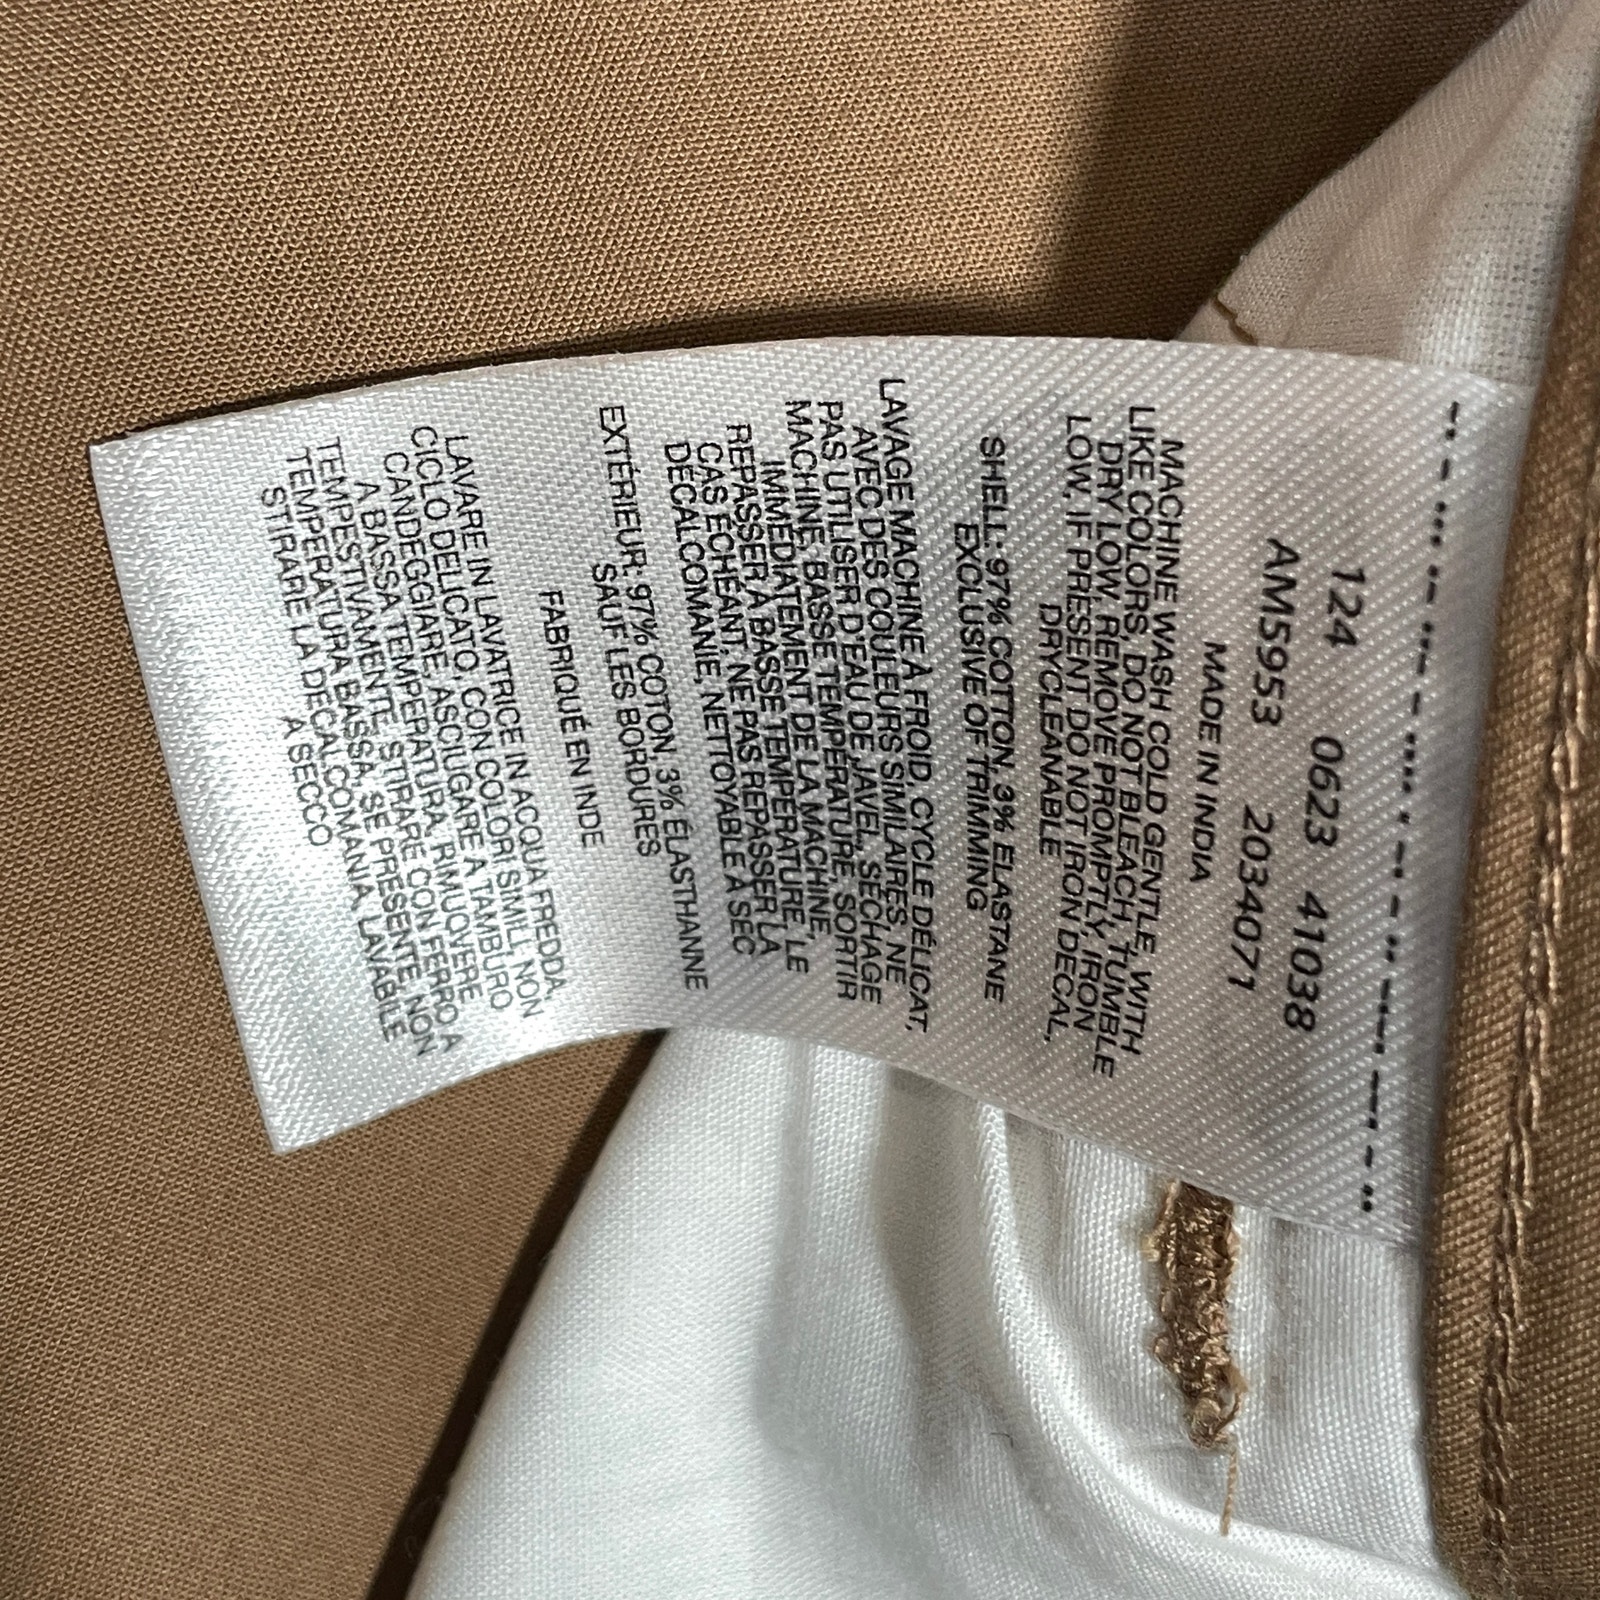 124 0623 41038
AM5953 2034071
MADE IN INDIA
MACHINE WASH COLD GENTLE, WITH
LIKE COLORS, DO NOT BLEACH, TUMBLE
DRY LOW, REMOVE PROMPTLY, IRON
LOW, IF PRESENT DO NOT IRON DECAL,
DRYCLEANABLE
SHELL: 97% COTTON, 3% ELASTANE
EXCLUSIVE OF TRIMMING
LAVAGE MACHINE À FROID, CYCLE DÉLICAT,
AVEC DES COULEURS SIMILAIRES, NE
PAS UTILISER D'EAU DE JAVEL, SÉCHAGE
MACHINE, BASSE TEMPÉRATURE, SORTIR
IMMÉDIATEMENT DE LA MACHINE,
REPASSER À BASSE TEMPÉRATURE, LE
CAS ÉCHÉANT, NE PAS REPASSER LA
DÉCALCOMANIE, NETTOYABLE À SEC
EXTÉRIEUR: 97% COTON, 3% ÉLASTHANNE
SAUF LES BORDURES
FABRIQUÉ EN INDE
LAVARE IN LAVATRICE IN ACQUA FREDDA,
CICLO DELICATO, CON COLORI SIMILI, NON
CANDEGGIARE, ASCIUGARE A TAMBURO
A BASSA TEMPERATURA, RIMUOVERE
TEMPESTIVAMENTE, STIRARE CON FERRO A
TEMPERATURA BASSA, SE PRESENTE, NON
STIRARE LA DECALCOMANIA, LAVABILE
A SECCO